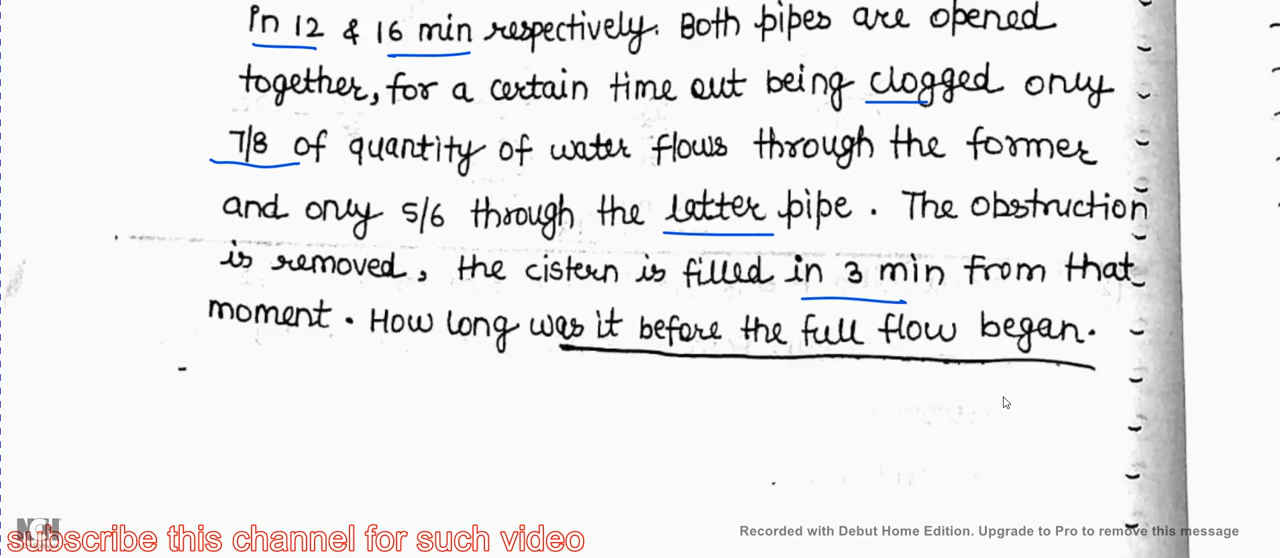 in 12 & 16 min respectively. Both pipes are opened
together, for a certain time out being clogged only
7/8 of quantity of water flows through the former
and only 5/6 through the latter pipe. The obstruction
is removed, the cistern is filled in 3 min from that
moment. How long was it before the full flow began.
Recorded with Debut Home Edition. Upgrade to Pro to remove this message
NCH
subscribe this channel for such video